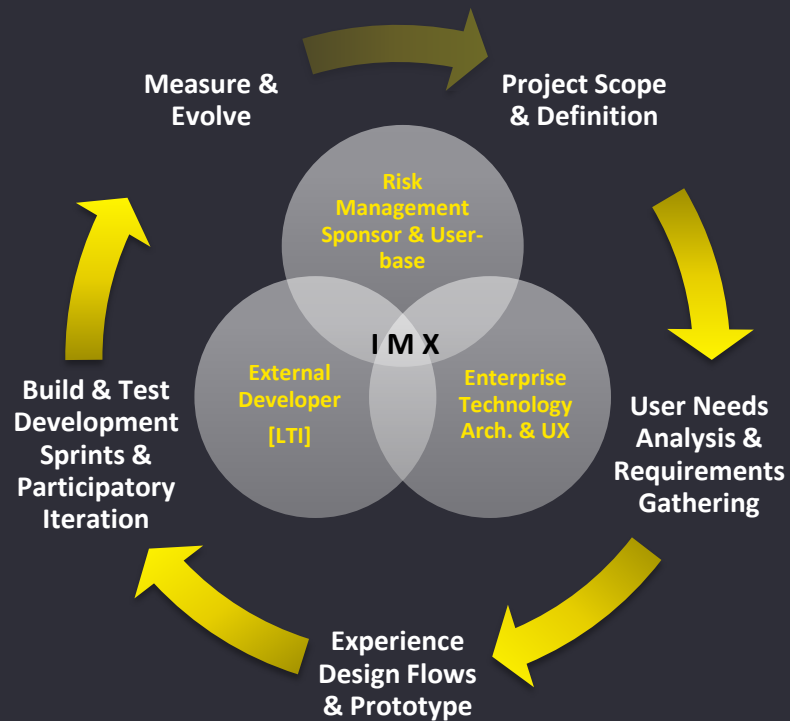 Measure &
Evolve
Project Scope
& Definition
Risk
Management
Sponsor & User-
base
I M X
External
Developer
[LTI]
Enterprise
Technology
Arch. & UX
Build & Test
Development
Sprints &
Participatory
Iteration
User Needs
Analysis &
Requirements
Gathering
Experience
Design Flows
& Prototype